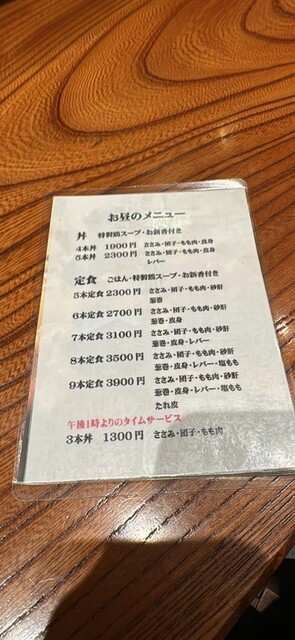 お昼のメニュー
丼 特製鶏スープ・お新香付き
4本丼 1900円 ささみ・団子・もも肉・皮身
5本丼 2300円 ささみ・団子・もも肉・皮身
レバー
定食 ごはん・特製鶏スープ・お新香付き
5本定食 2300円 ささみ・団子・もも肉・砂肝
葱巻
6本定食 2700円 ささみ・団子・もも肉・砂肝
葱巻・皮身
7本定食 3100円 ささみ・団子・もも肉・砂肝
葱巻・皮身・レバー
8本定食 3500円 ささみ・団子・もも肉・砂肝
葱巻・皮身・レバー・塩もも
9本定食 3900円 ささみ・団子・もも肉・砂肝
葱巻・皮身・レバー・塩もも
たれ皮
午後1時よりのタイムサービス
3本丼 1300円 ささみ・団子・もも肉